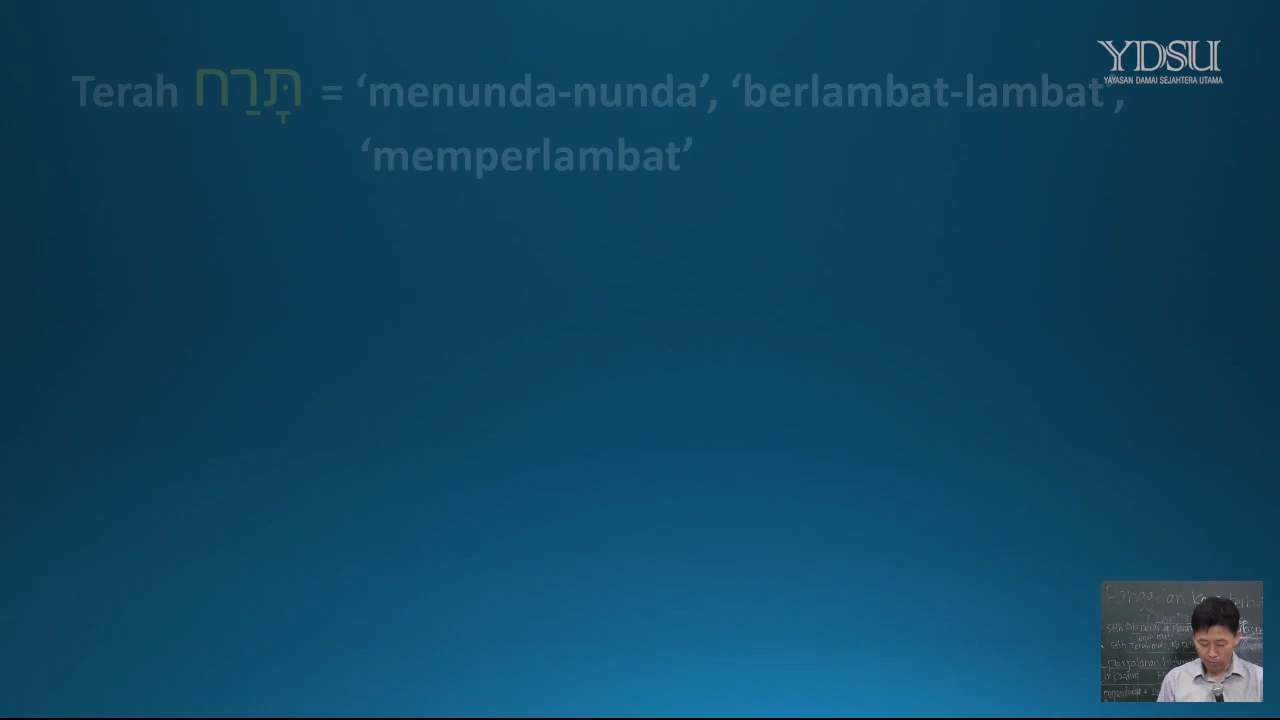 Terah תָּרַח = ‘menunda-nunda’, ‘berlambat-lambat’,
‘memperlambat’
YDSU
YAYASAN DAMAI SEJAHTERA UTAMA